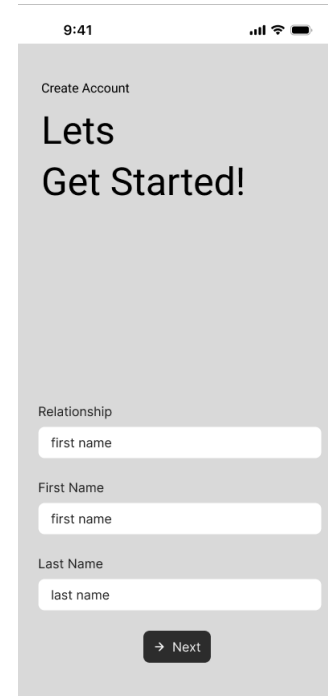 9:41
Create Account
Lets
Get Started!
Relationship
first name
First Name
first name
Last Name
last name
→ Next